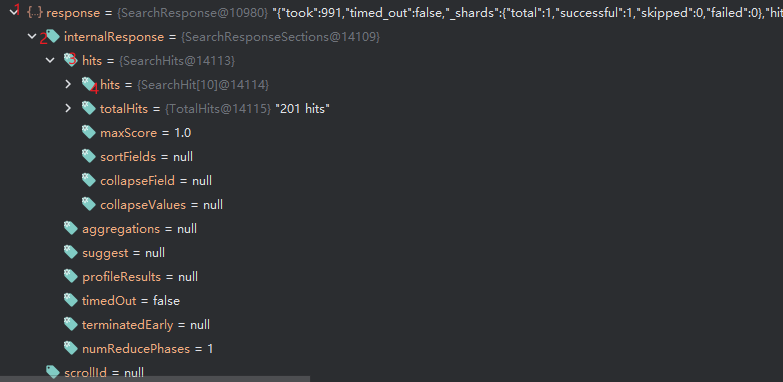 1 {..} response = {SearchResponse@10980} "{"took":991,"timed_out":false,"_shards":{"total":1,"successful":1,"skipped":0,"failed":0},"hit
2 internalResponse = {SearchResponseSections@14109}
3 hits = {SearchHits@14113}
4 hits = {SearchHit[10]@14114}
totalHits = {TotalHits@14115} "201 hits"
maxScore = 1.0
sortFields = null
collapseField = null
collapseValues = null
aggregations = null
suggest = null
profileResults = null
timedOut = false
terminatedEarly = null
numReducePhases = 1
scrollId = null